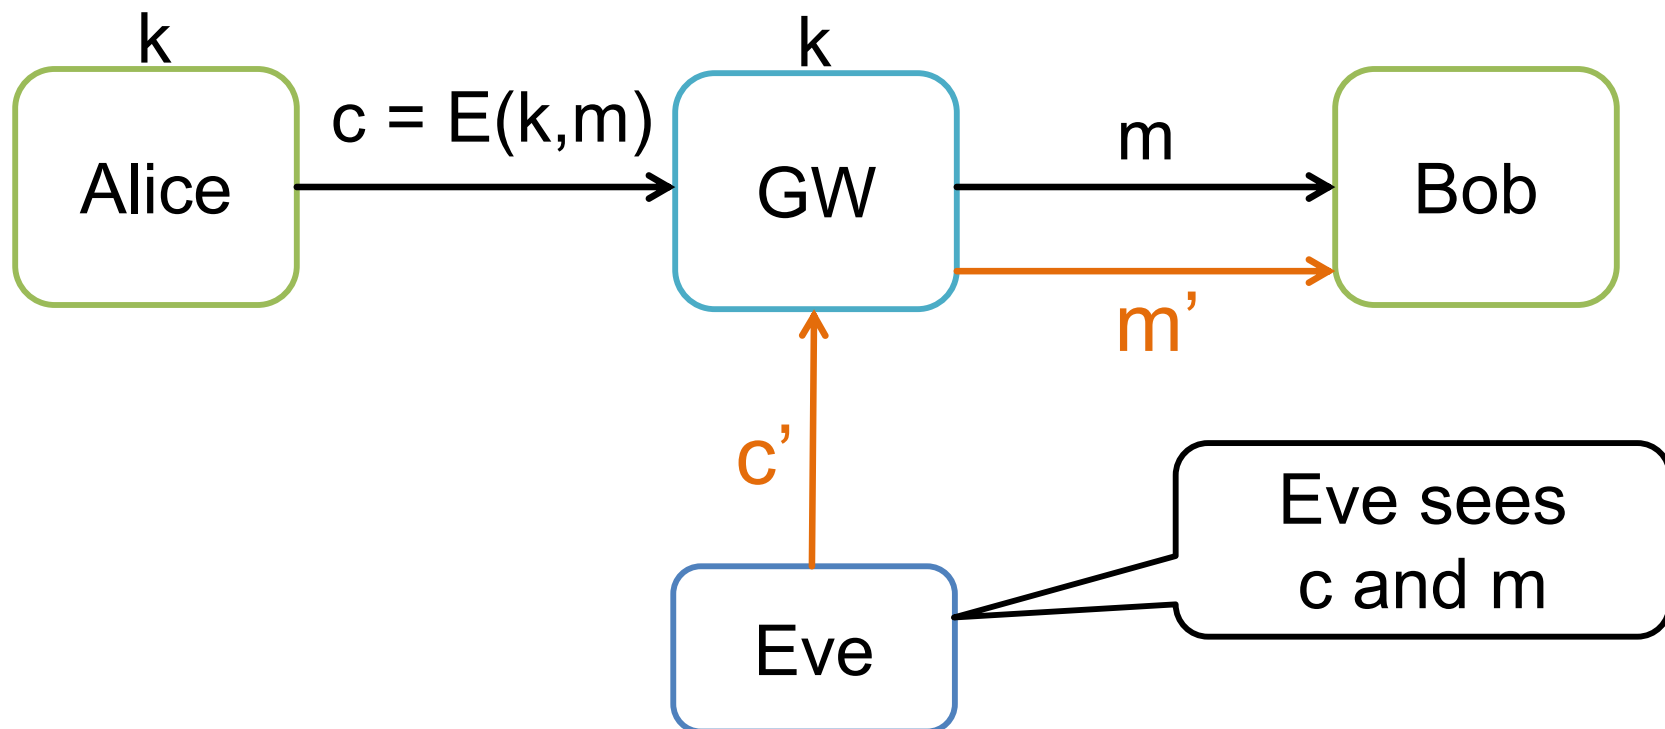 k
k
c = E(k,m)
m
Alice
GW
Bob
m’
c’
Eve sees
c and m
Eve